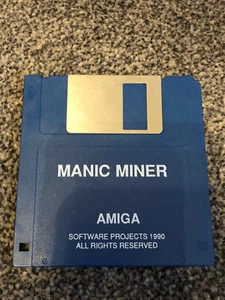 MANIC MINER
AMIGA
SOFTWARE PROJECTS 1990
ALL RIGHTS RESERVED